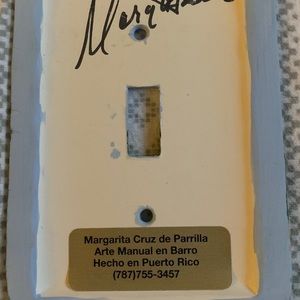 Margarita Cruz de Parrilla
Arte Manual en Barro
Hecho en Puerto Rico
(787)755-3457